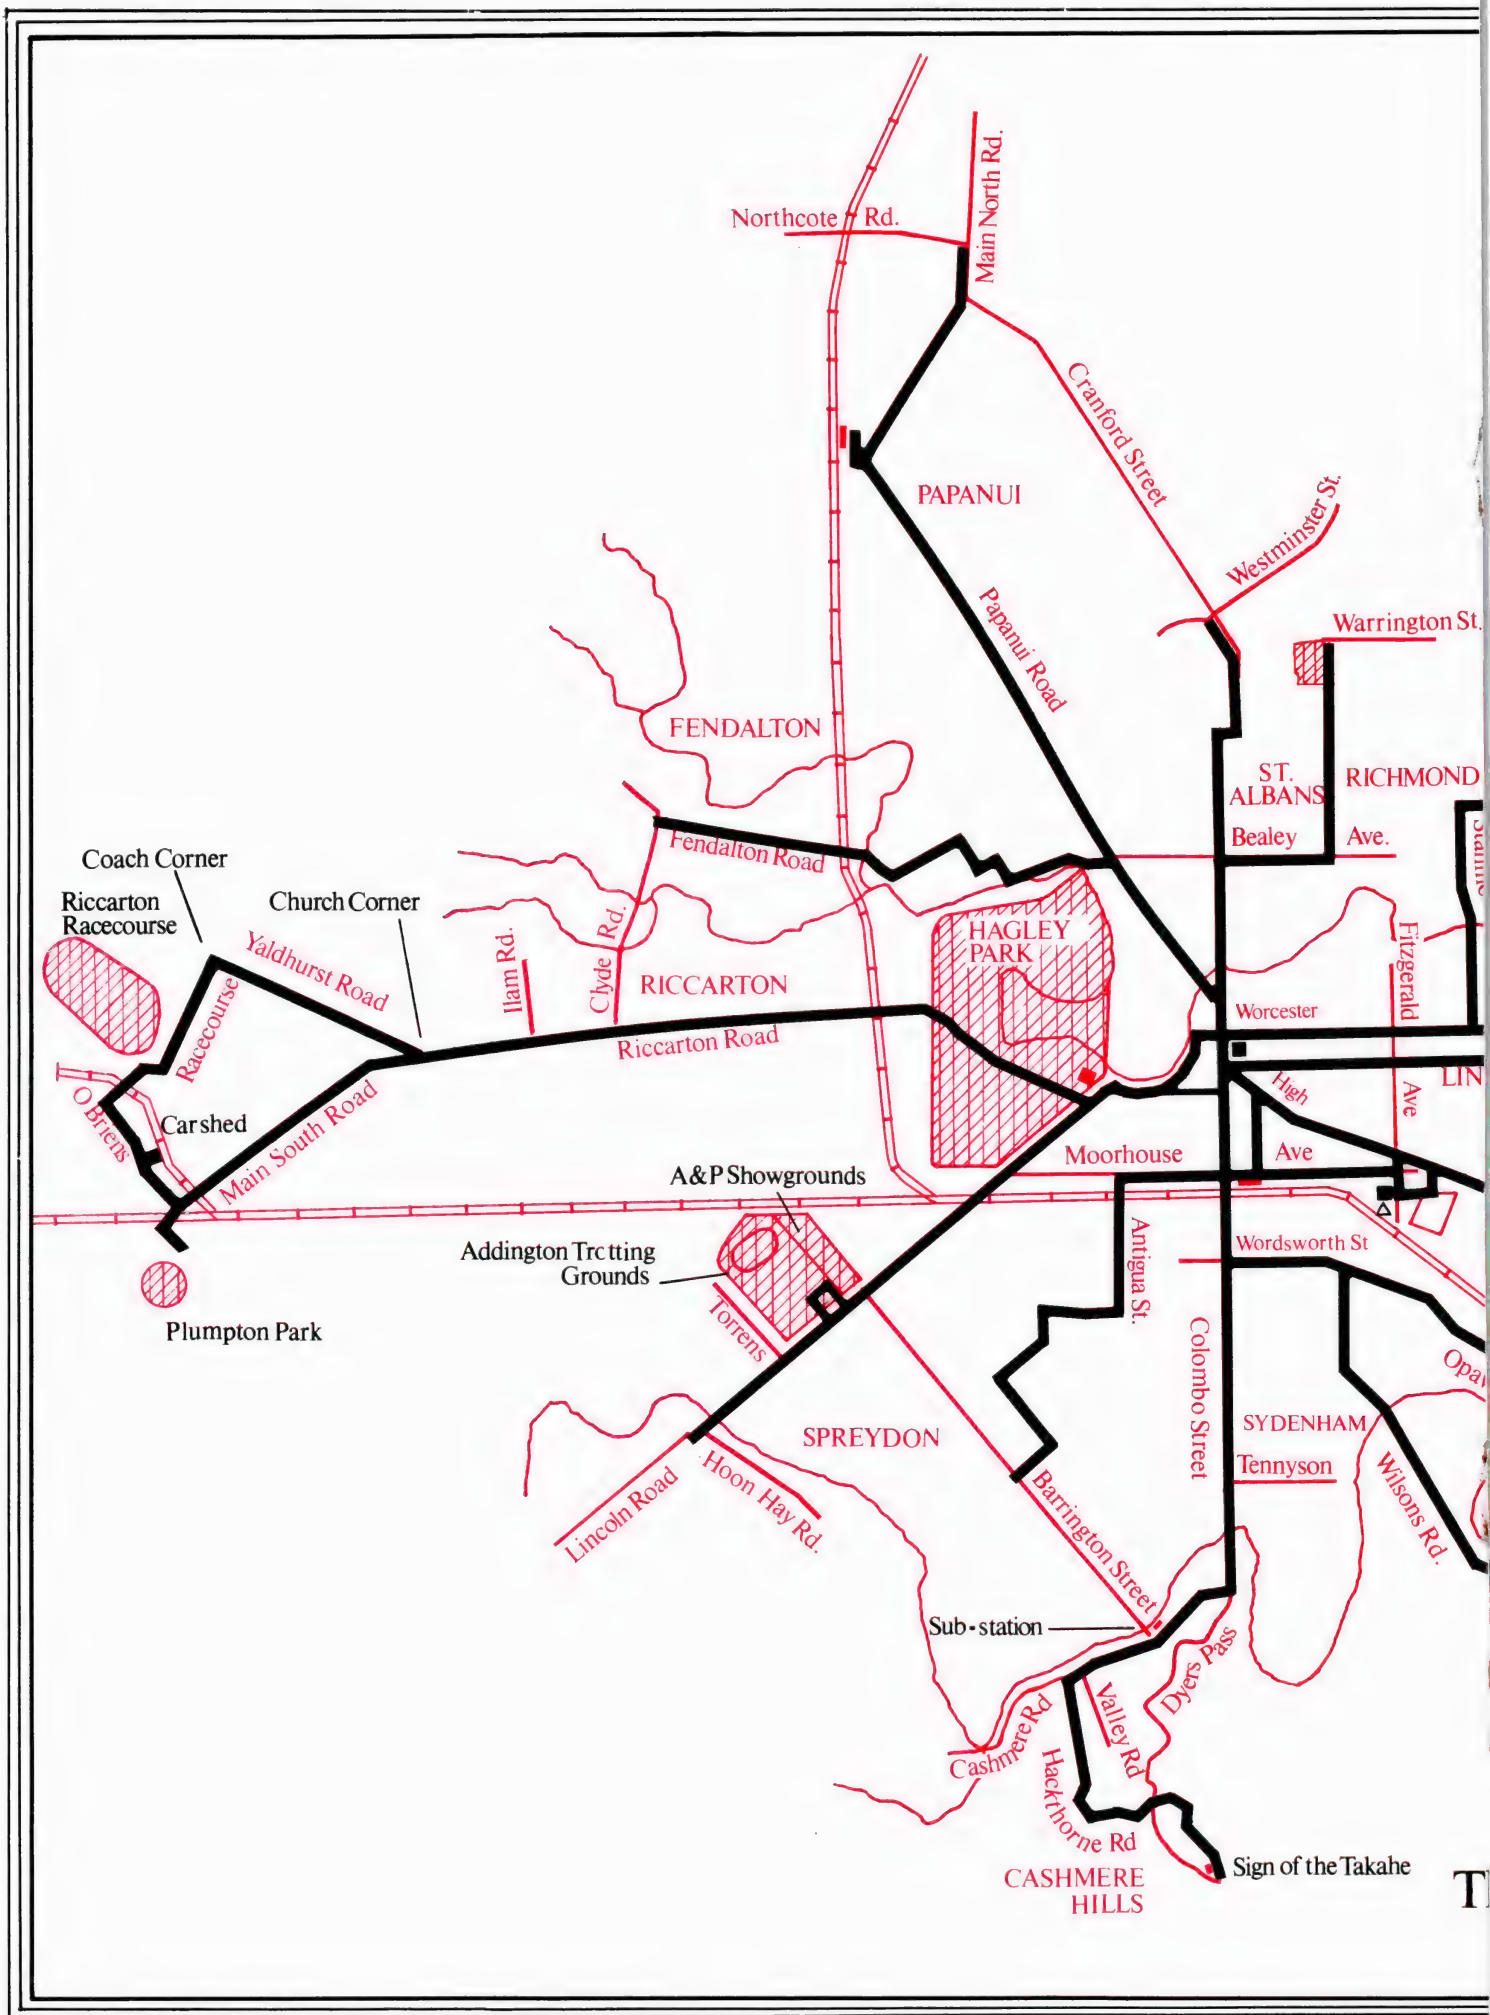 Northcote Rd.
Main North Rd.
Cranford Street
PAPANUI
Westminster St.
Papanui Road
Warrington St.
FENDALTON
ST.
ALBANS
RICHMOND
Bealey Ave.
Fendalton Road
Coach Corner
Riccarton
Racecourse
Church Corner
Yaldhurst Road
Racecourse
Ilam Rd.
Clyde Rd.
RICCARTON
HAGLEY
PARK
Fitzgerald
Ave
Worcester
Riccarton Road
LIN
High
O Briens
Car shed
Main South Road
Moorhouse Ave
A&P Showgrounds
Addington Trctting
Grounds
Torrens
Antigua St.
Wordsworth St
Plumpton Park
Colombo Street
Opaw
SPREYDON
SYDENHAM
Tennyson
Lincoln Road
Hoon Hay Rd.
Barrington Street
Wilsons Rd.
Sub-station
Dyers Pass
Cashmere Rd
Valley Rd
Hackthorne Rd
Sign of the Takahe
CASHMERE
HILLS